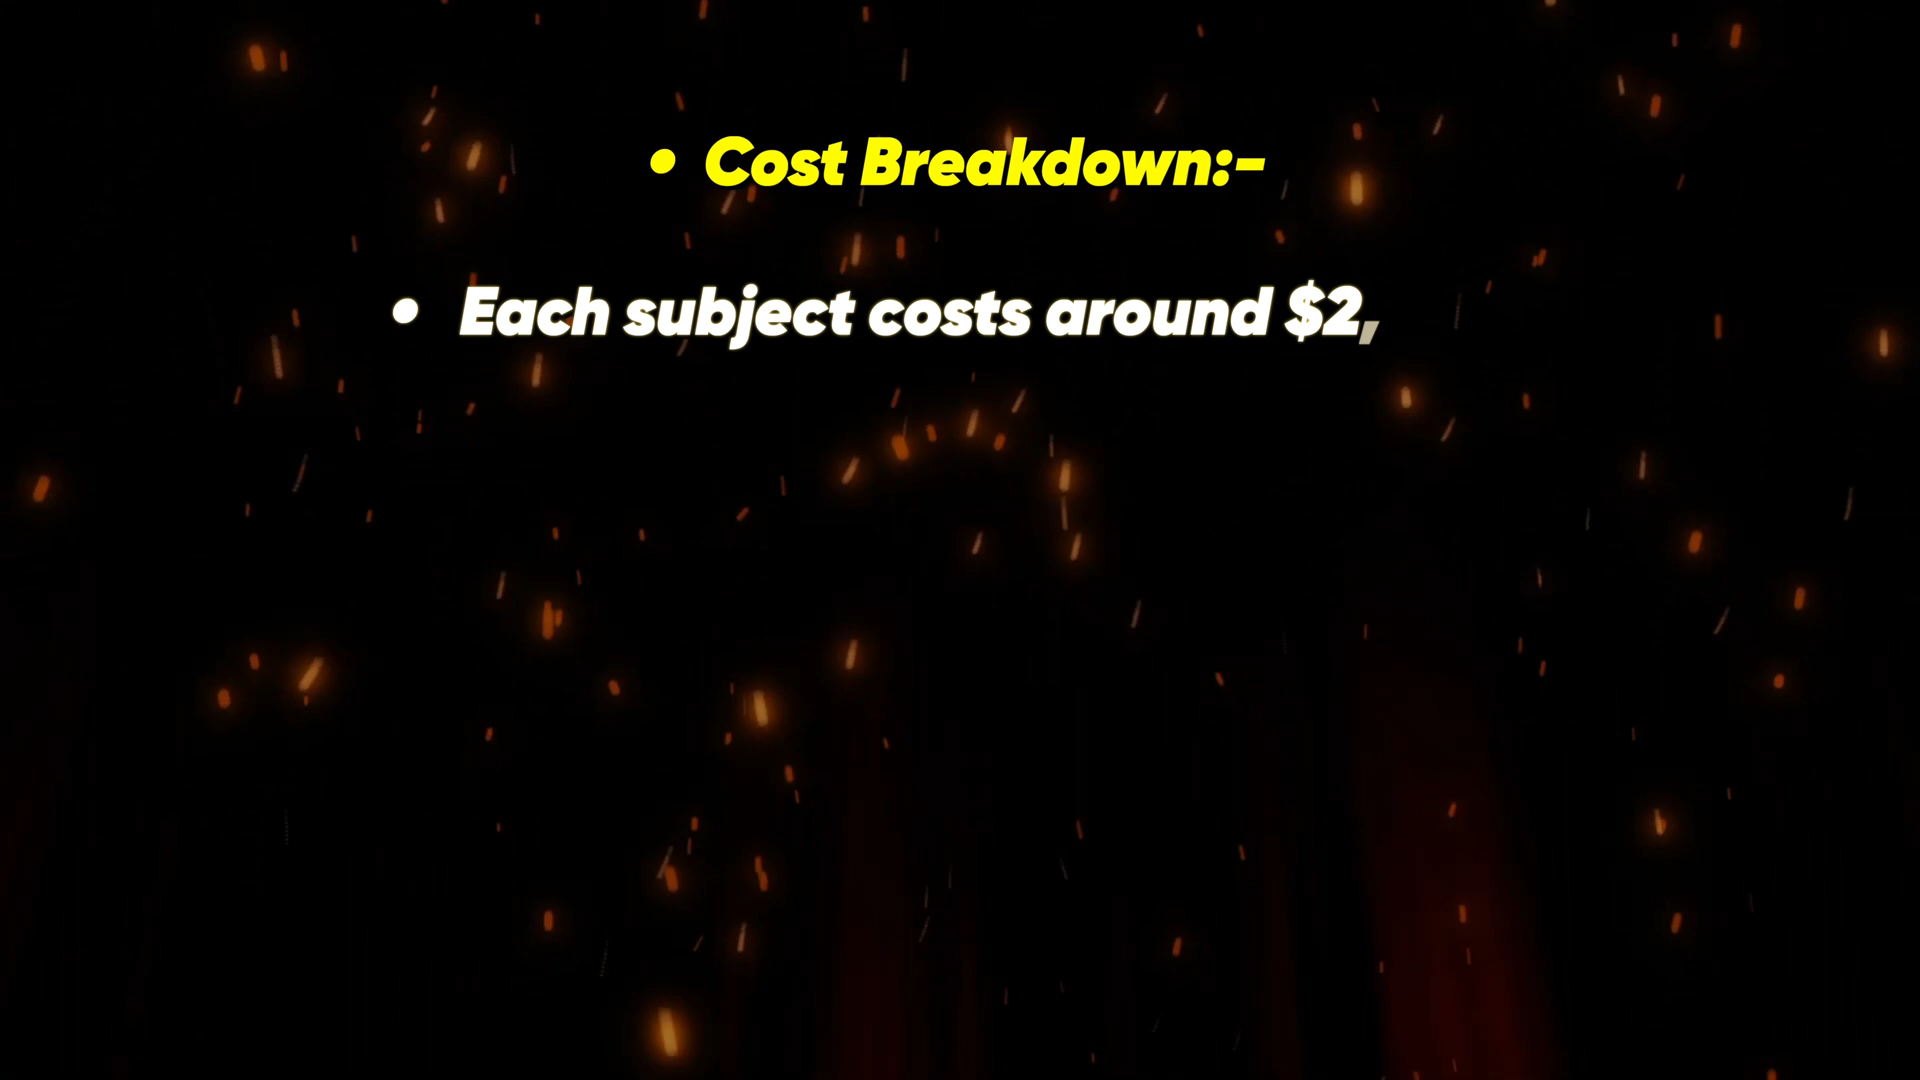 • Cost Breakdown:-
• Each subject costs around $2,